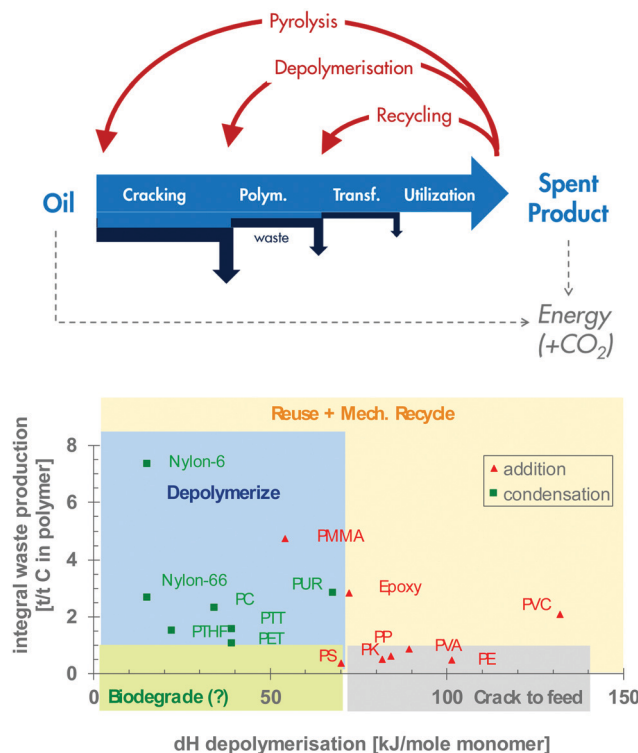 Pyrolysis
Depolymerisation
Recycling
Oil
Cracking
Polym.
Transf.
Utilization
Spent
Product
waste
Energy
(+CO₂)
Reuse + Mech. Recycle
integral waste production
[t/t C in polymer]
8
6
4
2
0
Nylon-6
Depolymerize
▲ addition
■ condensation
PMMA
Nylon-66
PUR
Epoxy
PC
PVC
PTT
PTHF
PET
PP
PVA
PS
PK
PE
Biodegrade (?)
Crack to feed
0
50
100
150
dH depolymerisation [kJ/mole monomer]